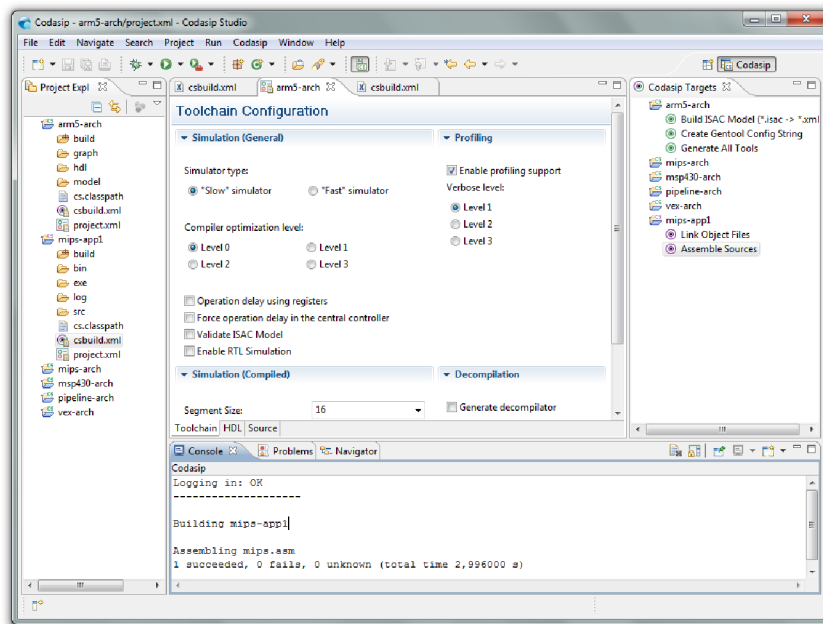 Codasip - arm5-arch/project.xml - Codasip Studio
File Edit Navigate Search Project Run Codasip Window Help
Codasip
Project Expl
arm5-arch
build
graph
hdl
model
cs.classpath
csbuild.xml
project.xml
mips-app1
build
bin
exe
log
src
cs.classpath
csbuild.xml
project.xml
mips-arch
msp430-arch
pipeline-arch
vex-arch
csbuild.xml arm5-arch csbuild.xml
Toolchain Configuration
Simulation (General)
Simulator type:
"Slow" simulator "Fast" simulator
Compiler optimization level:
Level 0 Level 1
Level 2 Level 3
Operation delay using registers
Force operation delay in the central controller
Validate ISAC Model
Enable RTL Simulation
Profiling
Enable profiling support
Verbose level:
Level 1
Level 2
Level 3
Simulation (Compiled)
Segment Size: 16
Decompilation
Generate decompilator
Toolchain HDL Source
Codasip Targets
arm5-arch
Build ISAC Model (*.isac -> *.xml
Create Gentool Config String
Generate All Tools
mips-arch
msp430-arch
pipeline-arch
vex-arch
mips-app1
Link Object Files
Assemble Sources
Console Problems Navigator
Codasip
Logging in: OK
--------------------
Building mips-app1
Assembling mips.asm
1 succeeded, 0 fails, 0 unknown (total time 2,996000 s)